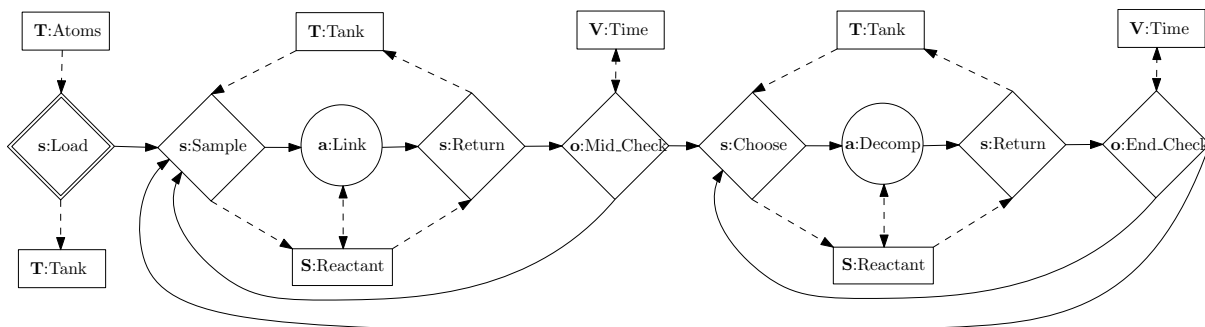 T:Atoms
T:Tank
V:Time
T:Tank
V:Time
s:Load
s:Sample
a:Link
s:Return
o:Mid_Check
s:Choose
a:Decomp
s:Return
o:End_Check
T:Tank
S:Reactant
S:Reactant